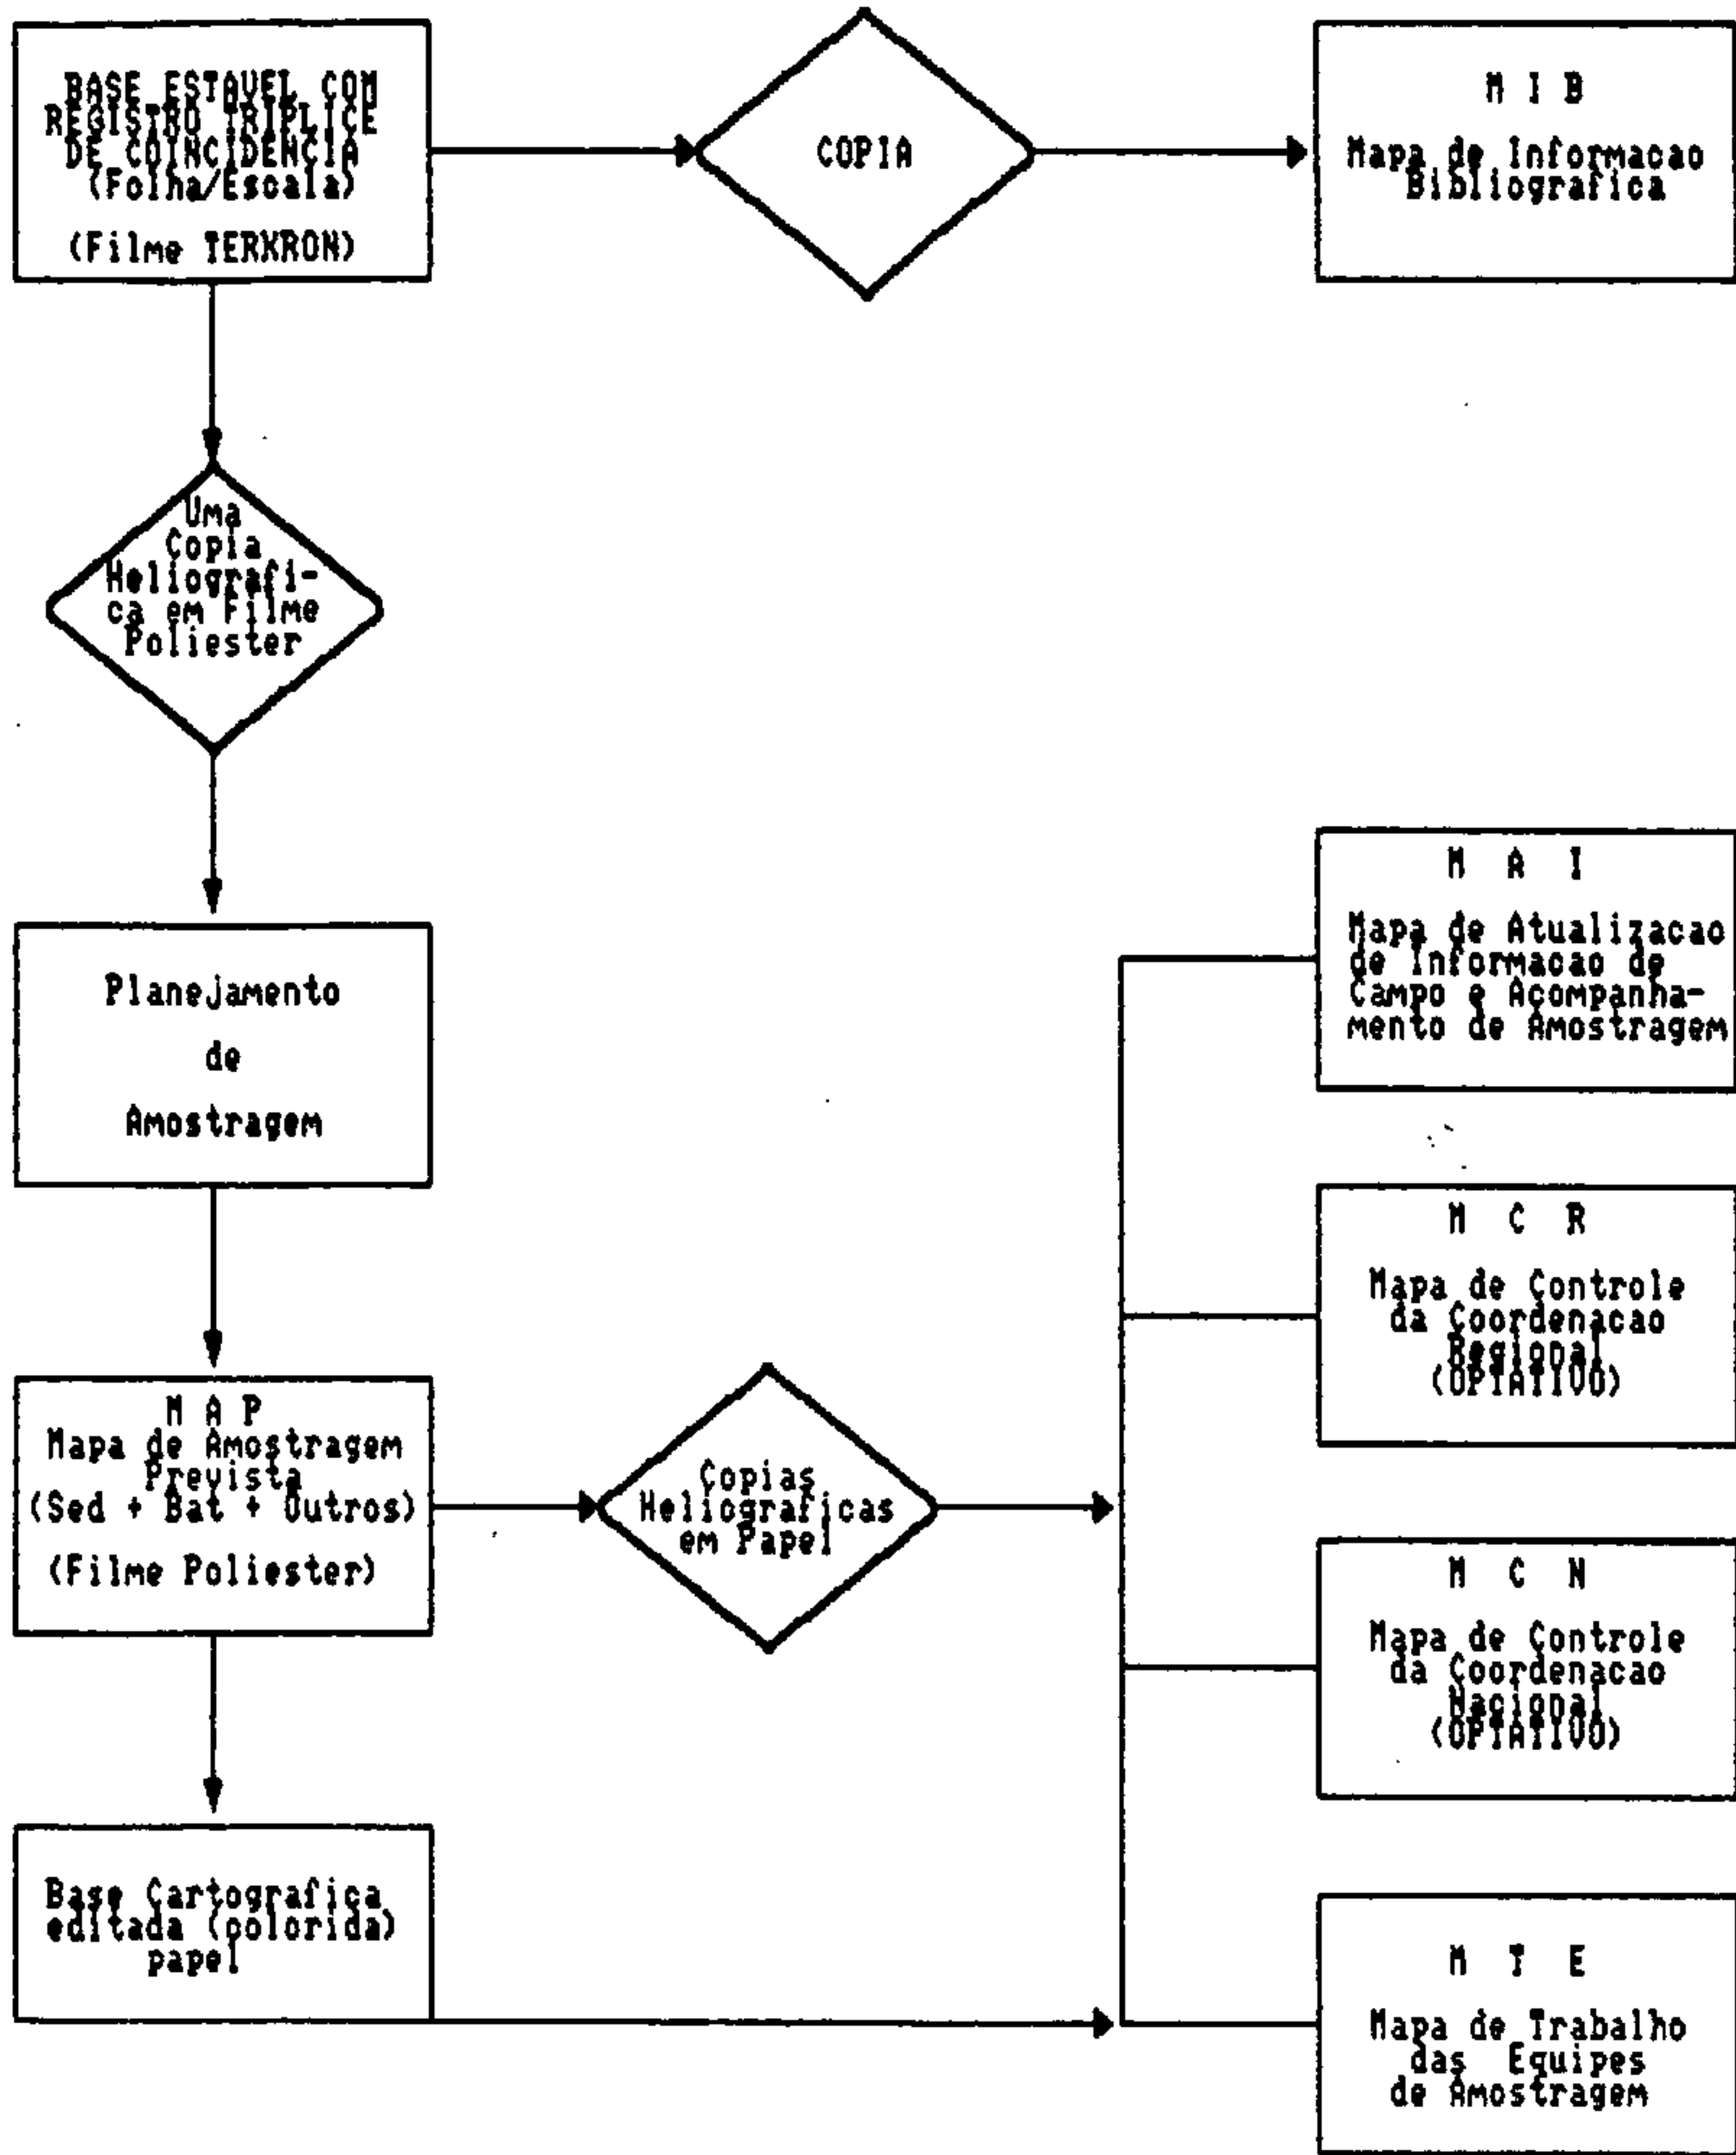 BASE ESTAVEL COM
REGISTRO TRIPLICE
DE COINCIDENCIA
(Folha/Escala)
(Filme TERKRON)
COPIA
M I B
Mapa de Informacao
Bibliografica
Uma
Copia
Heliografi-
ca em Filme
Poliester
Planejamento
de
Amostragem
M A P
Mapa de Amostragem
Prevista
(Sed + Bat + Outros)
(Filme Poliester)
Copias
Heliograficas
em Papel
Base Cartografica
editada (colorida)
papel
M A I
Mapa de Atualizacao
de Informacao de
Campo e Acompanha-
mento de Amostragem
M C R
Mapa de Controle
da Coordenacao
Regional
(OPTATIVO)
M C N
Mapa de Controle
da Coordenacao
Nacional
(OPTATIVO)
M T E
Mapa de Trabalho
das Equipes
de Amostragem